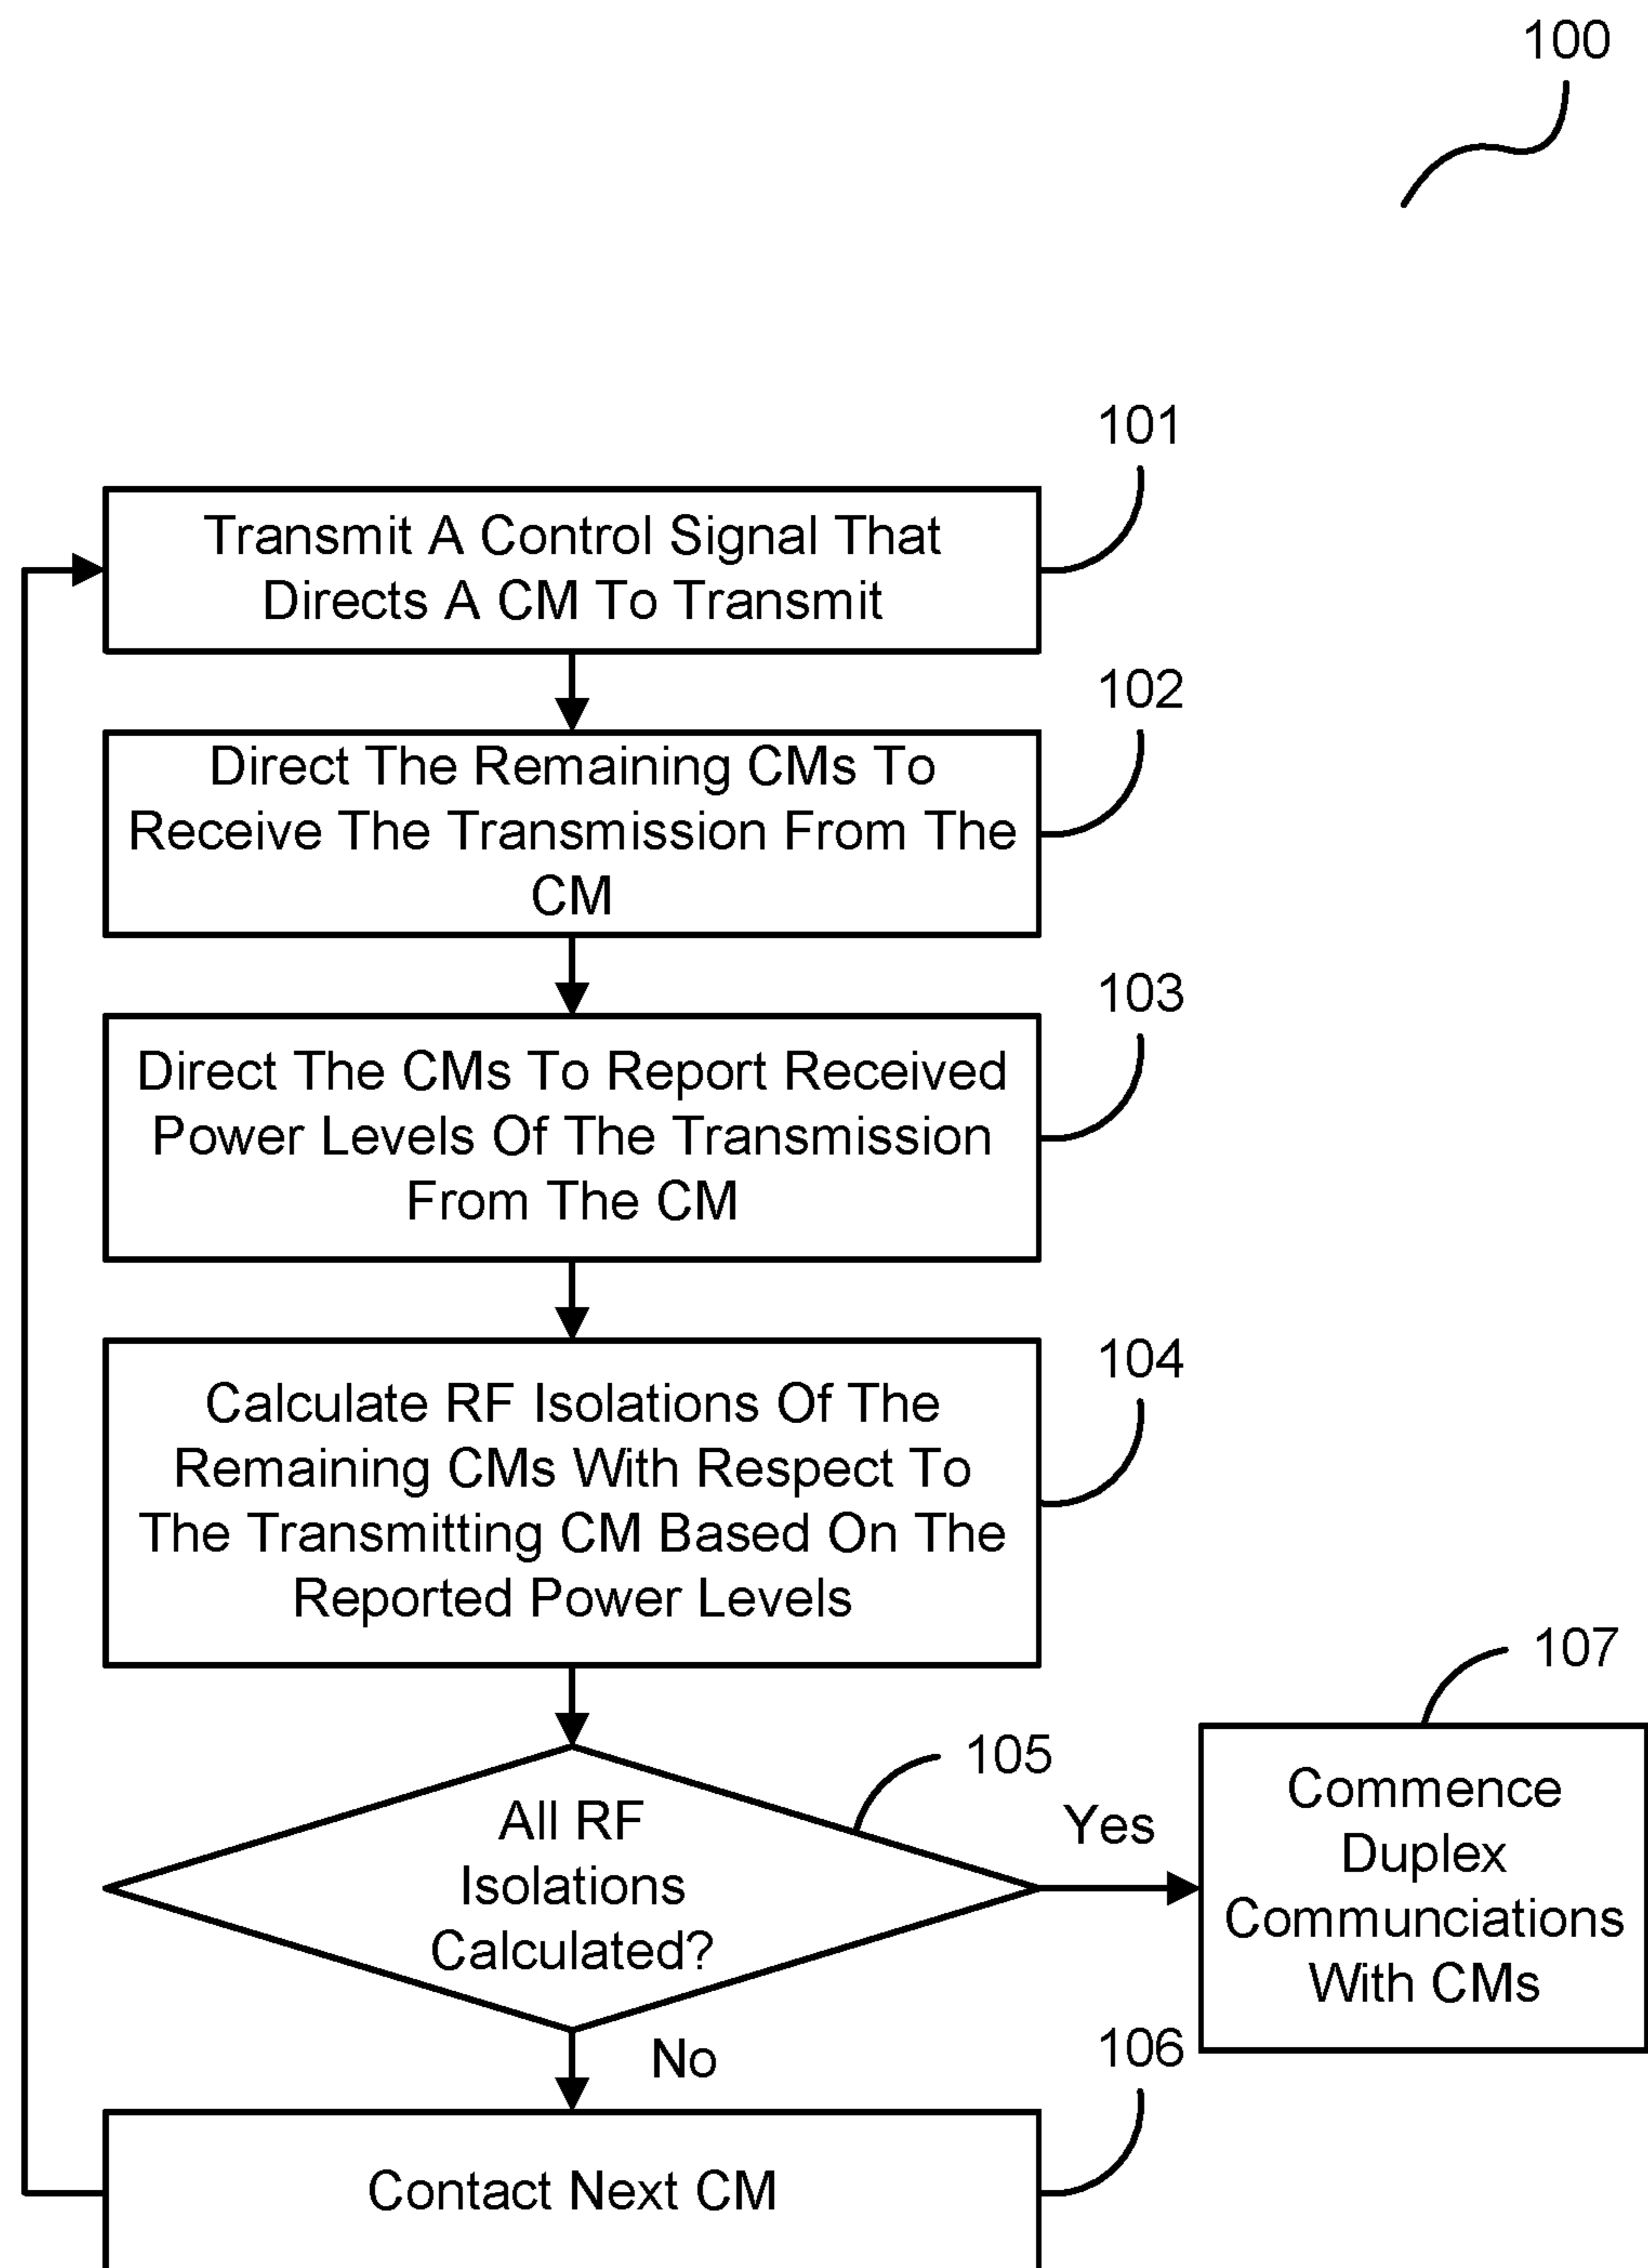 100
101
Transmit A Control Signal That
Directs A CM To Transmit
102
Direct The Remaining CMs To
Receive The Transmission From The
CM
103
Direct The CMs To Report Received
Power Levels Of The Transmission
From The CM
104
Calculate RF Isolations Of The
Remaining CMs With Respect To
The Transmitting CM Based On The
Reported Power Levels
105
All RF
Isolations
Calculated?
Yes
107
Commence
Duplex
Communciations
With CMs
No
106
Contact Next CM